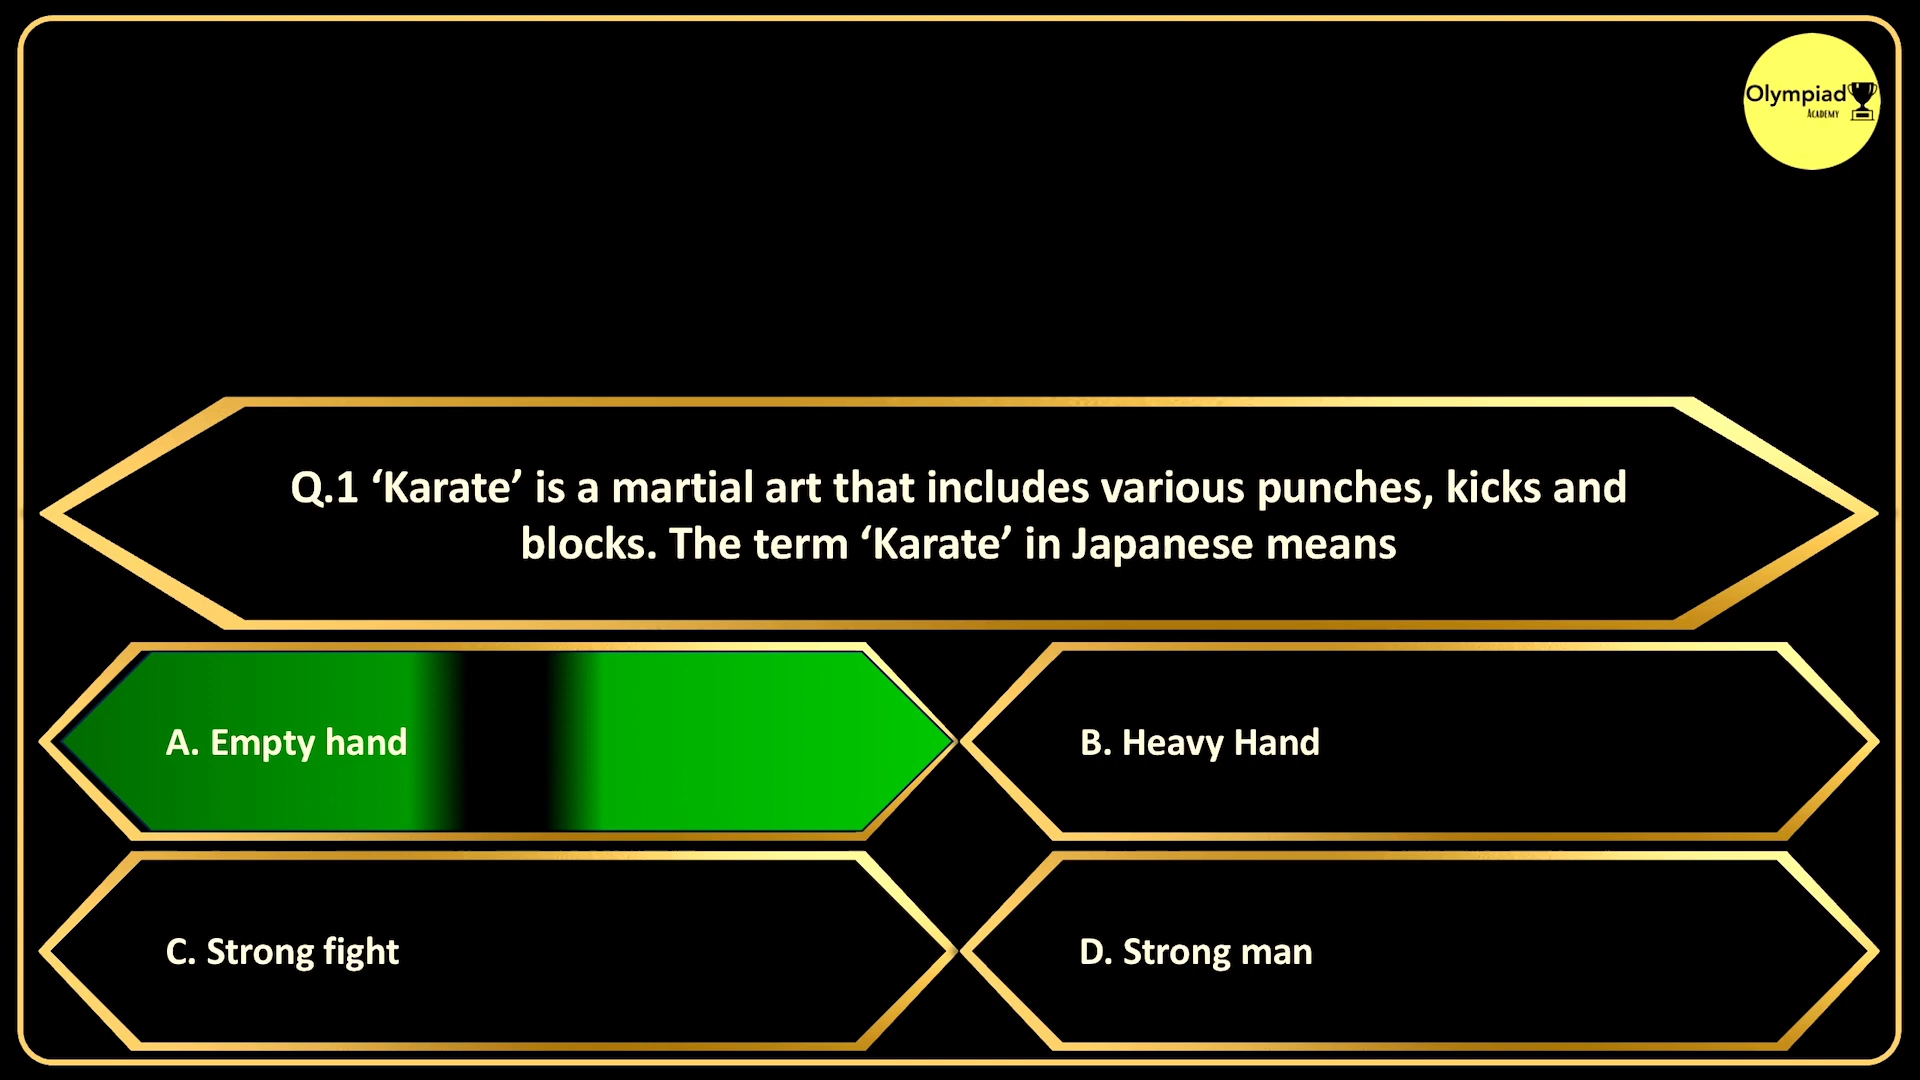 Olympiad
ACADEMY
Q.1 ‘Karate’ is a martial art that includes various punches, kicks and
blocks. The term ‘Karate’ in Japanese means
A. Empty hand
B. Heavy Hand
C. Strong fight
D. Strong man